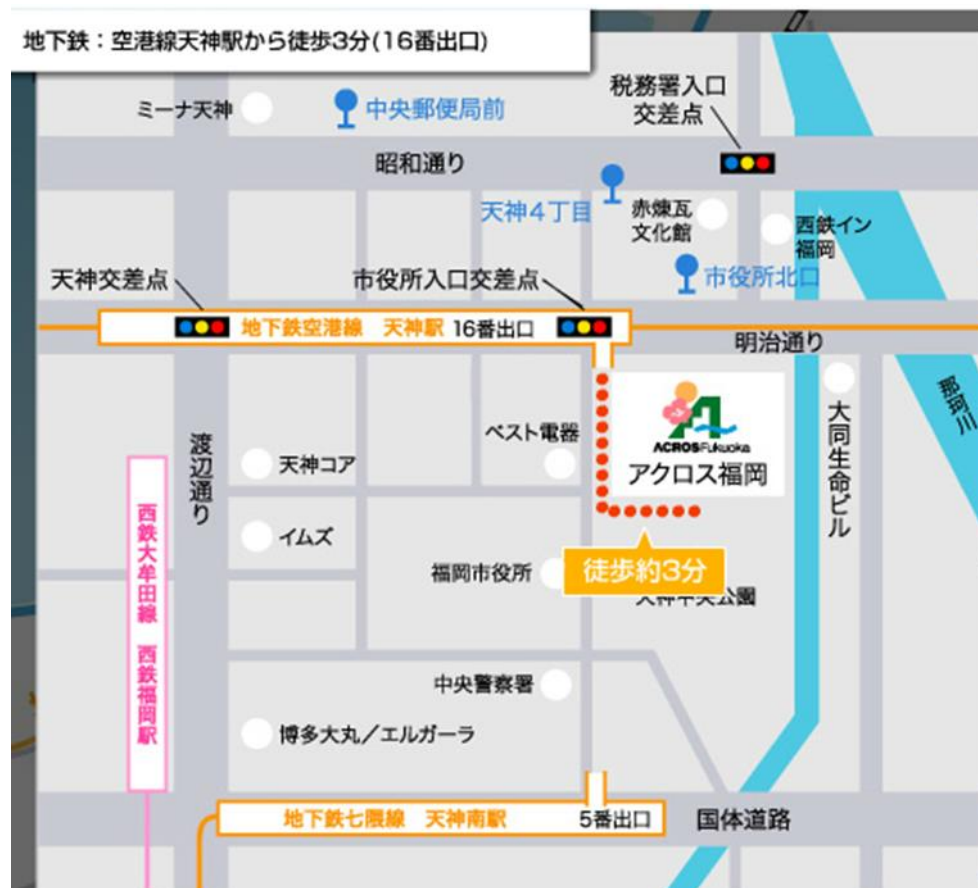 地下鉄：空港線天神駅から徒歩3分(16番出口)
ミーナ天神
中央郵便局前
税務署入口
交差点
昭和通り
天神4丁目
赤煉瓦
文化館
西鉄イン
福岡
天神交差点
市役所入口交差点
市役所北口
地下鉄空港線 天神駅 16番出口
明治通り
那珂川
ACROS Fukuoka
アクロス福岡
大同生命ビル
渡辺通り
ベスト電器
天神コア
イムズ
西鉄大牟田線 西鉄福岡駅
福岡市役所
徒歩約3分
天神中央公園
中央警察署
博多大丸／エルガーラ
地下鉄七隈線 天神南駅 5番出口
国体道路